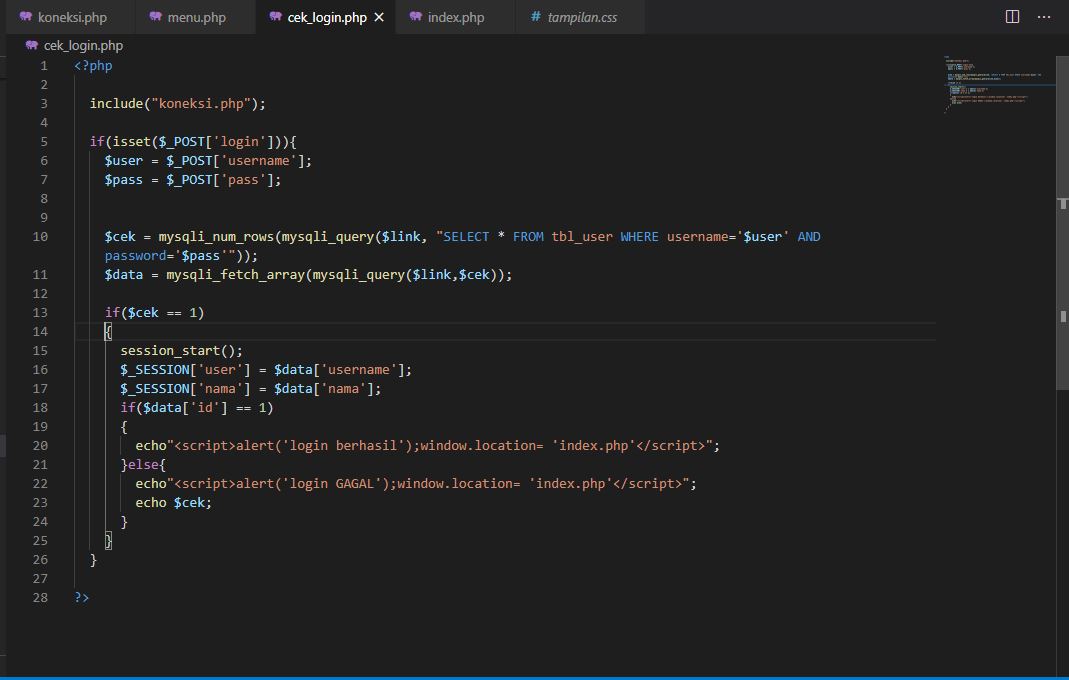 koneksi.php menu.php cek_login.php × index.php # tampilan.css ...
cek_login.php
1 <?php
2
3 include("koneksi.php");
4
5 if(isset($_POST['login'])){
6 $user = $_POST['username'];
7 $pass = $_POST['pass'];
8
9
10 $cek = mysqli_num_rows(mysqli_query($link, "SELECT * FROM tbl_user WHERE username='$user' AND
password='$pass'"));
11 $data = mysqli_fetch_array(mysqli_query($link,$cek));
12
13 if($cek == 1)
14 {
15 session_start();
16 $_SESSION['user'] = $data['username'];
17 $_SESSION['nama'] = $data['nama'];
18 if($data['id'] == 1)
19 {
20 echo"<script>alert('login berhasil');window.location= 'index.php'</script>";
21 }else{
22 echo"<script>alert('login GAGAL');window.location= 'index.php'</script>";
23 echo $cek;
24 }
25 }
26 }
27
28 ?>